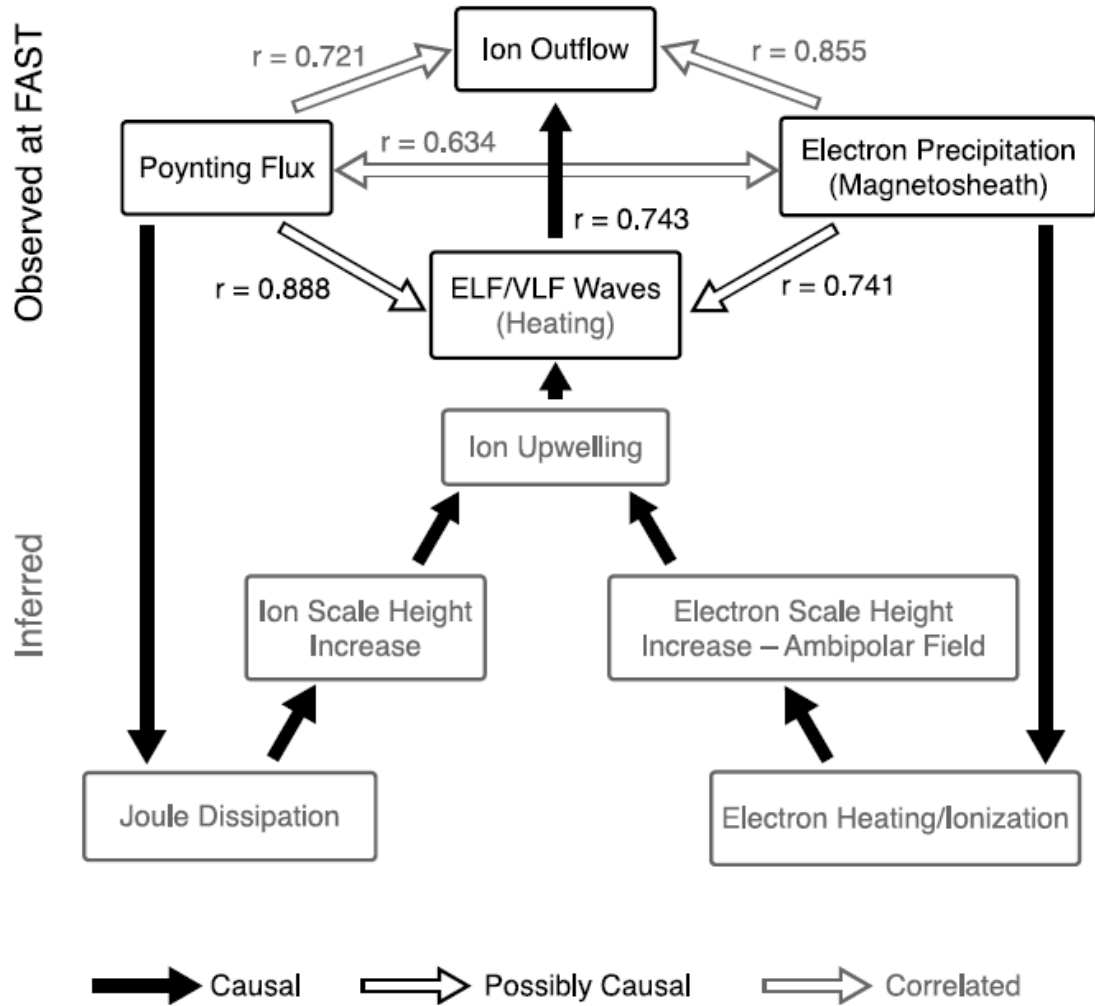 Observed at FAST
Ion Outflow
r = 0.721
r = 0.855
Poynting Flux
r = 0.634
Electron Precipitation
(Magnetosheath)
r = 0.743
r = 0.888
ELF/VLF Waves
(Heating)
r = 0.741
Ion Upwelling
Inferred
Ion Scale Height
Increase
Electron Scale Height
Increase – Ambipolar Field
Joule Dissipation
Electron Heating/Ionization
Causal
Possibly Causal
Correlated